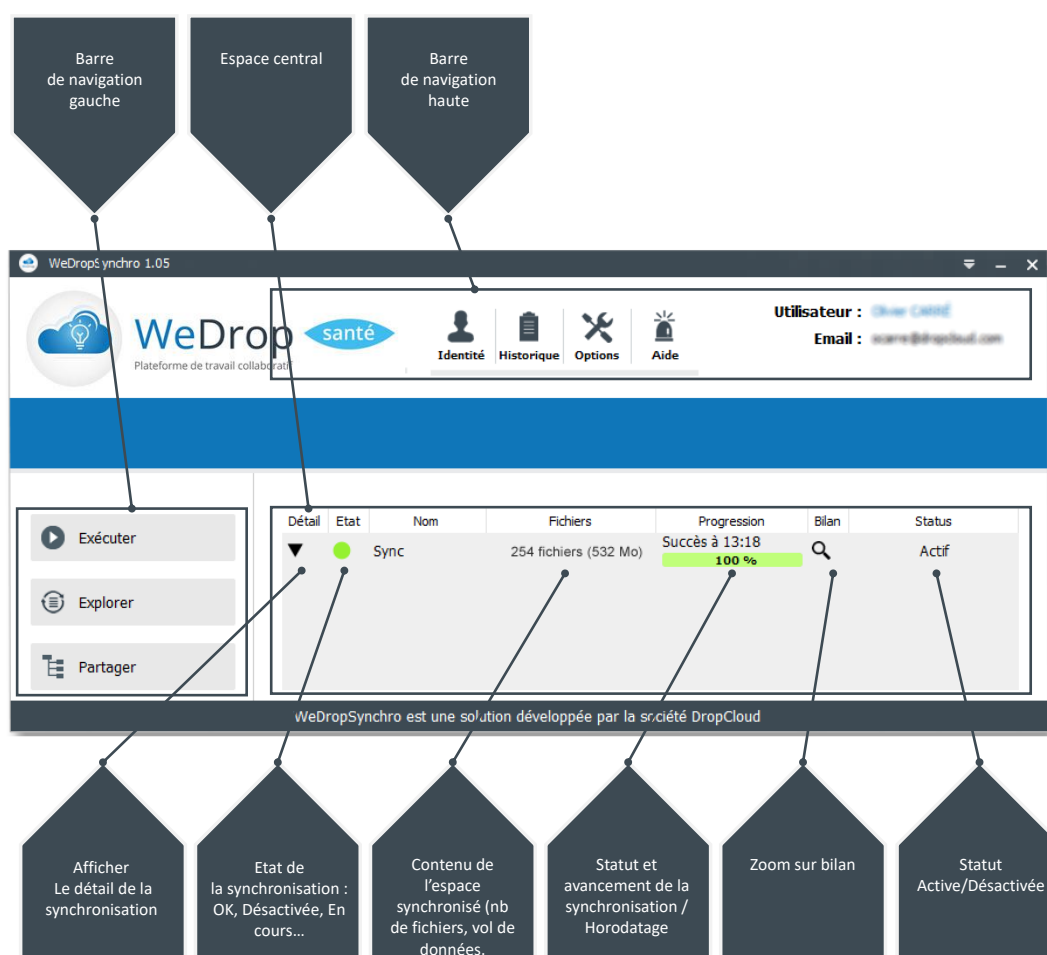 Barre
de navigation
gauche
Espace central
Barre
de navigation
haute
WeDropSynchro 1.05
WeDrop santé
Plateforme de travail collaboratif
Identité
Historique
Options
Aide
Utilisateur :
Email :
Exécuter
Explorer
Partager
Détail Etat Nom Fichiers Progression Bilan Status
Sync 254 fichiers (532 Mo) Succès à 13:18 Actif
100 %
WeDropSynchro est une solution développée par la société DropCloud
Afficher
Le détail de la
synchronisation
Etat de
la synchronisation :
OK, Désactivée, En
cours…
Contenu de
l’espace
synchronisé (nb
de fichiers, vol de
données.
Statut et
avancement de la
synchronisation /
Horodatage
Zoom sur bilan
Statut
Active/Désactivée